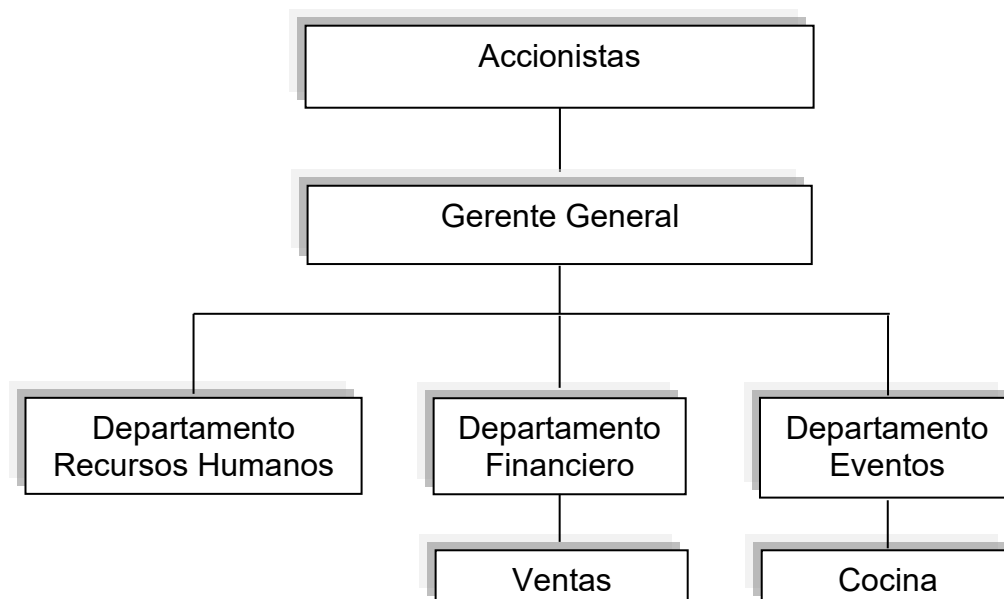 Accionistas
Gerente General
Departamento
Recursos Humanos
Departamento
Financiero
Departamento
Eventos
Ventas
Cocina